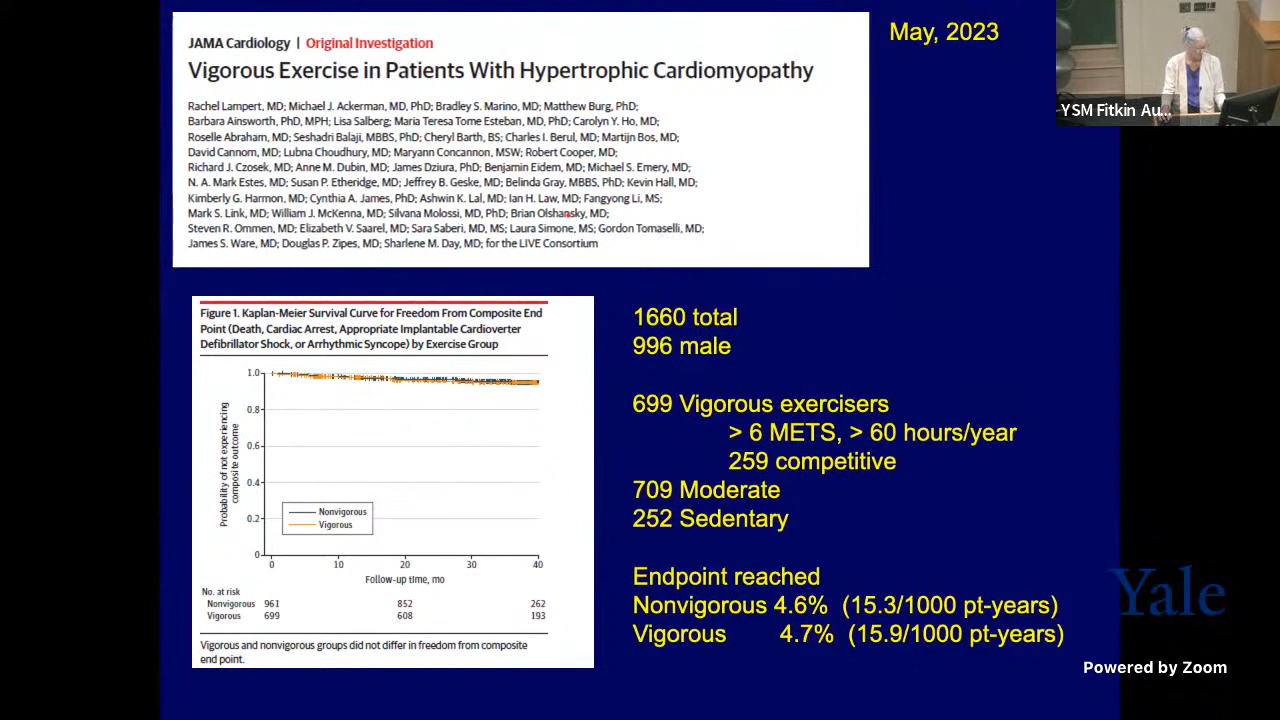 JAMA Cardiology | Original Investigation
Vigorous Exercise in Patients With Hypertrophic Cardiomyopathy
Rachel Lampert, MD; Michael J. Ackerman, MD, PhD; Bradley S. Marino, MD; Matthew Burg, PhD;
Barbara Ainsworth, PhD, MPH; Lisa Salberg; Maria Teresa Tome Esteban, MD, PhD; Carolyn Y. Ho, MD;
Roselle Abraham, MD; Seshadri Balaji, MBBS, PhD; Cheryl Barth, BS; Charles I. Berul, MD; Martijn Bos, MD;
David Cannom, MD; Lubna Choudhury, MD; Maryann Concannon, MSW; Robert Cooper, MD;
Richard J. Czosek, MD; Anne M. Dubin, MD; James Dziura, PhD; Benjamin Eidem, MD; Michael S. Emery, MD;
N. A. Mark Estes, MD; Susan P. Etheridge, MD; Jeffrey B. Geske, MD; Belinda Gray, MBBS, PhD; Kevin Hall, MD;
Kimberly G. Harmon, MD; Cynthia A. James, PhD; Ashwin K. Lal, MD; Ian H. Law, MD; Fangyong Li, MS;
Mark S. Link, MD; William J. McKenna, MD; Silvana Molossi, MD, PhD; Brian Olshansky, MD;
Steven R. Ommen, MD; Elizabeth V. Saarel, MD; Sara Saberi, MD, MS; Laura Simone, MS; Gordon Tomaselli, MD;
James S. Ware, MD; Douglas P. Zipes, MD; Sharlene M. Day, MD; for the LIVE Consortium
May, 2023
YSM Fitkin Au...
Figure 1. Kaplan-Meier Survival Curve for Freedom From Composite End
Point (Death, Cardiac Arrest, Appropriate Implantable Cardioverter
Defibrillator Shock, or Arrhythmic Syncope) by Exercise Group
Probability of not experiencing
composite outcome
1.0
0.8
0.6
0.4
0.2
0
Nonvigorous
Vigorous
0 10 20 30 40
Follow-up time, mo
No. at risk
Nonvigorous 961 852 262
Vigorous 699 608 193
Vigorous and nonvigorous groups did not differ in freedom from composite
end point.
1660 total
996 male
699 Vigorous exercisers
> 6 METS, > 60 hours/year
259 competitive
709 Moderate
252 Sedentary
Endpoint reached
Nonvigorous 4.6% (15.3/1000 pt-years)
Vigorous 4.7% (15.9/1000 pt-years)
Yale
Powered by Zoom